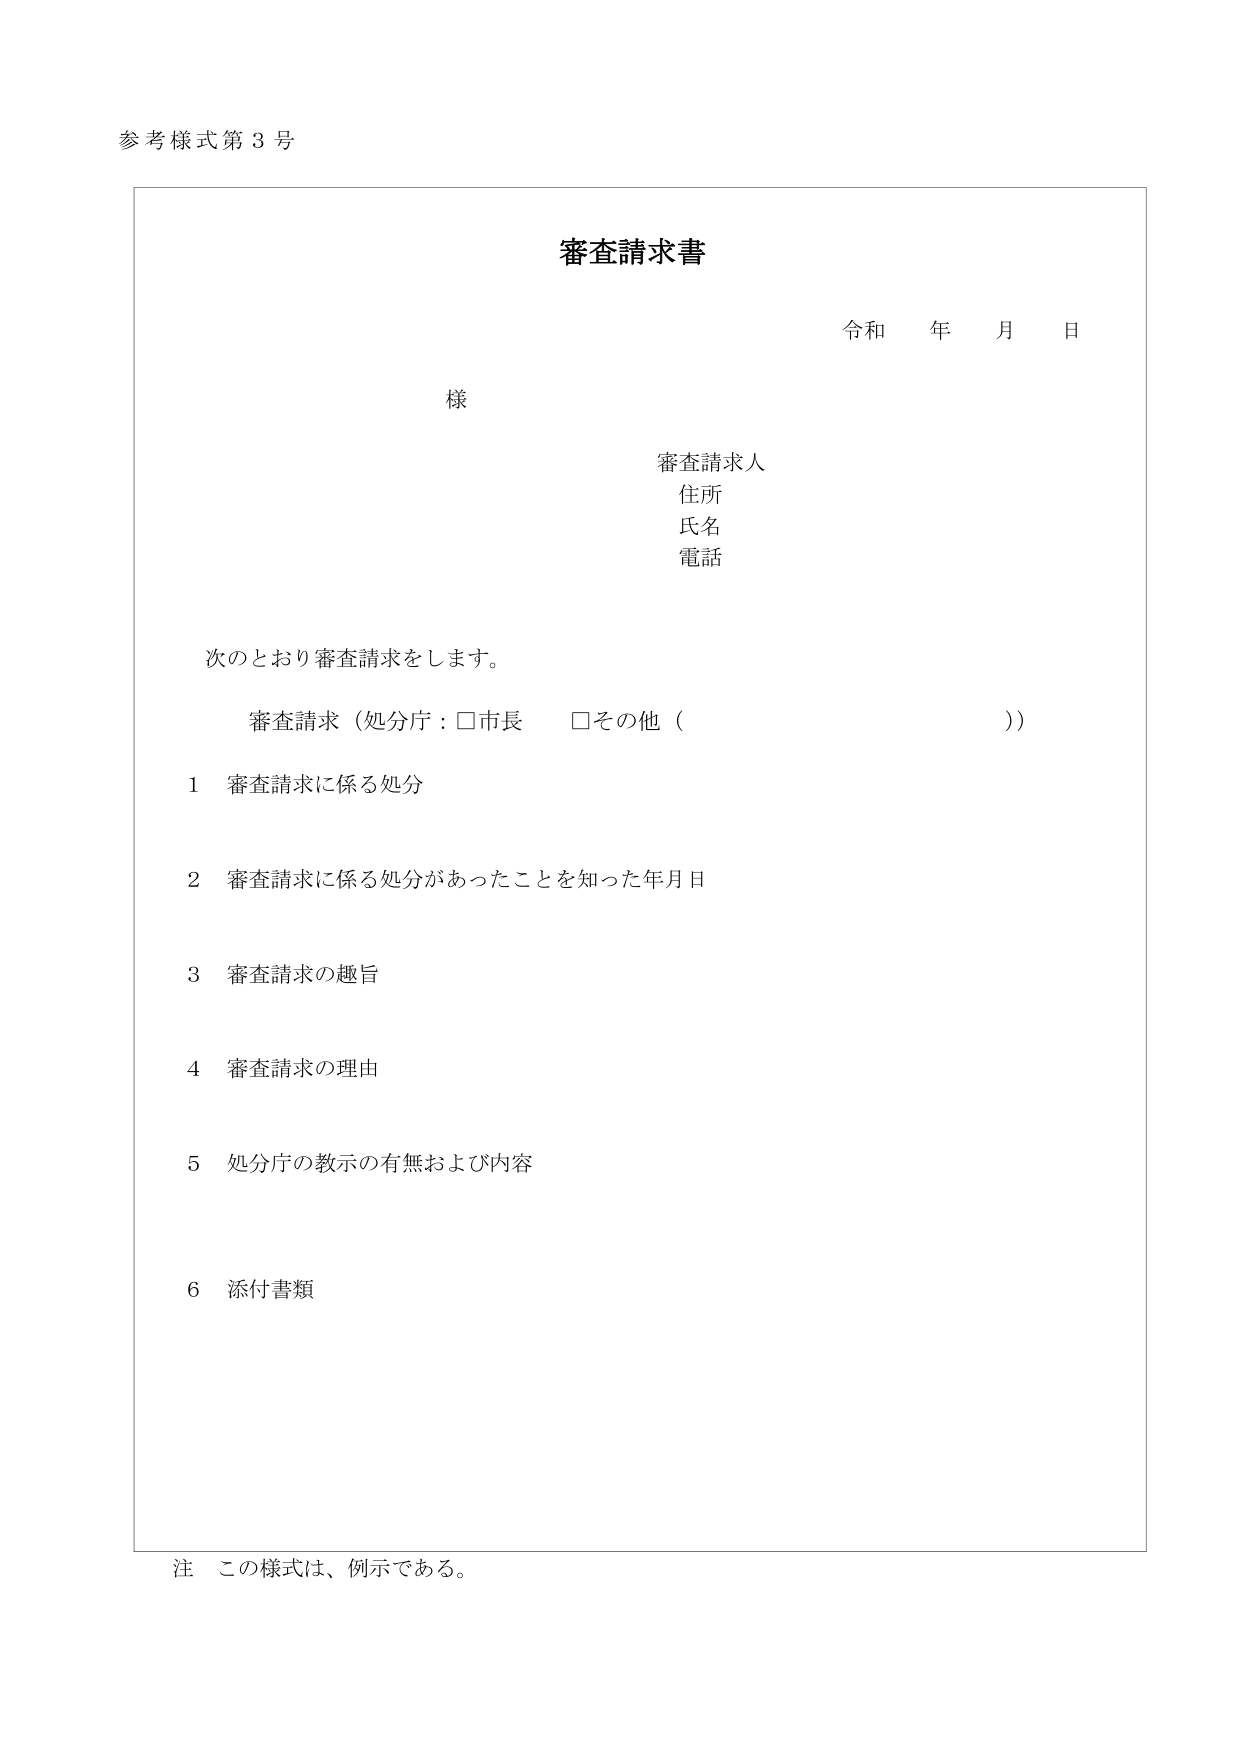 参考様式第３号
審査請求書
令和　　年　　月　　日
様
審査請求人
住所
氏名
電話
次のとおり審査請求をします。
審査請求（処分庁：□市長　　□その他（　　　　　　　　　　　　　　））
１　審査請求に係る処分
２　審査請求に係る処分があったことを知った年月日
３　審査請求の趣旨
４　審査請求の理由
５　処分庁の教示の有無および内容
６　添付書類
注　この様式は、例示である。